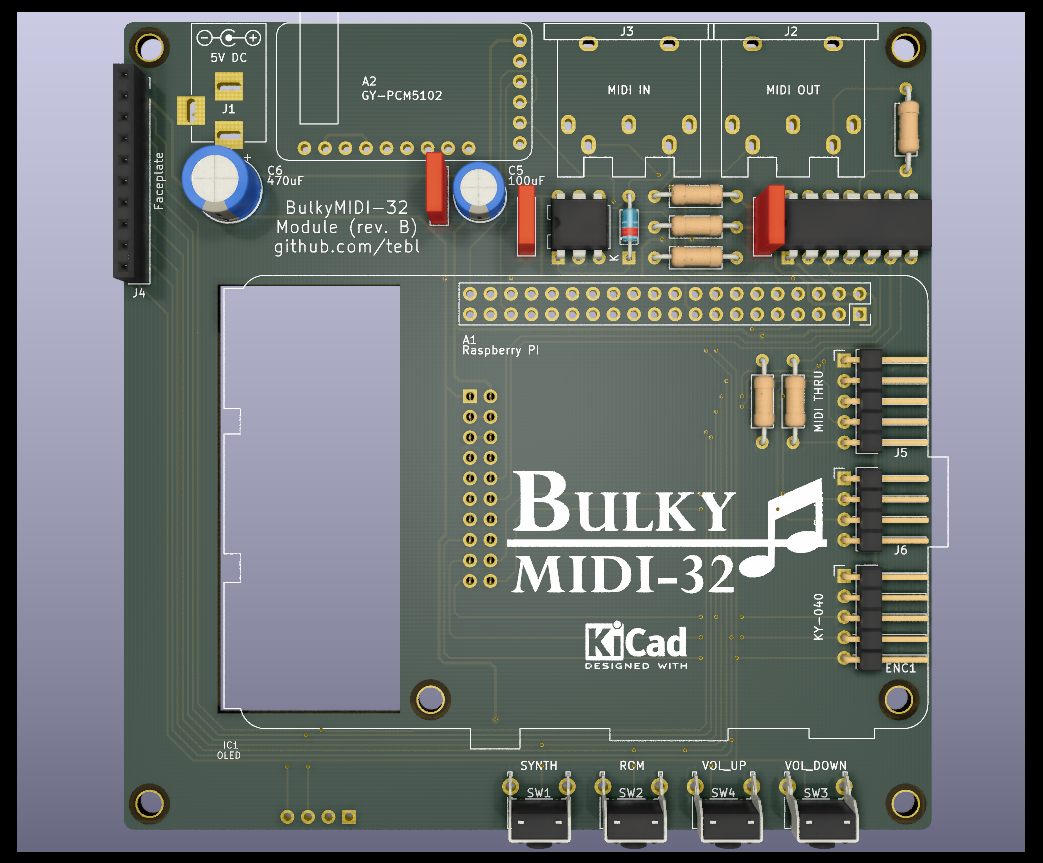 5V DC
J1
A2
GY-PCM5102
J3
MIDI IN
J2
MIDI OUT
Faceplate
J4
+
C6
470uF
C5
100uF
BulkyMIDI-32
Module (rev. B)
github.com/tebl
K
A1
Raspberry PI
MIDI THRU
J5
J6
KY-040
ENC1
BULKY
MIDI-32
KiCad
DESIGNED WITH
IC1
OLED
SYNTH
SW1
ROM
SW2
VOL_UP
SW4
VOL_DOWN
SW3